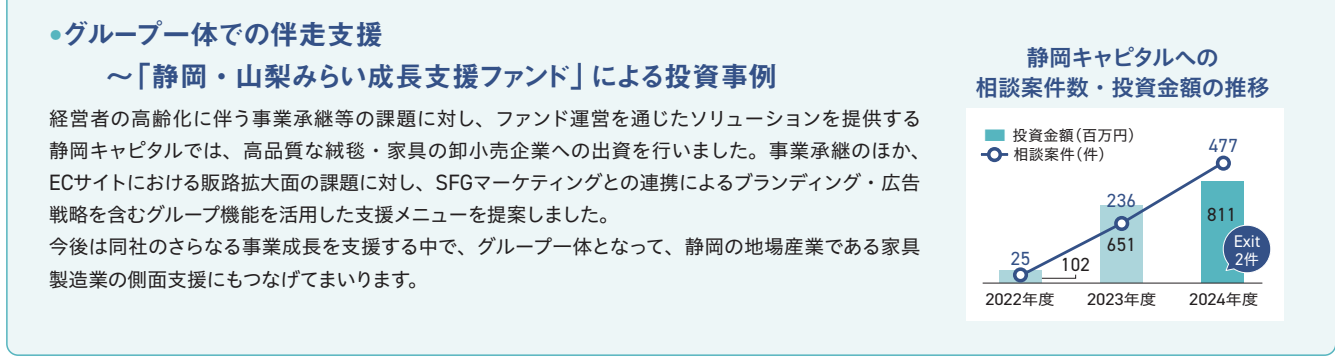 •グループ一体での伴走支援
～「静岡・山梨みらい成長支援ファンド」による投資事例
経営者の高齢化に伴う事業承継等の課題に対し、ファンド運営を通じたソリューションを提供する
静岡キャピタルでは、高品質な絨毯・家具の卸小売企業への出資を行いました。事業承継のほか、
ECサイトにおける販路拡大面の課題に対し、SFGマーケティングとの連携によるブランディング・広告
戦略を含むグループ機能を活用した支援メニューを提案しました。
今後は同社のさらなる事業成長を支援する中で、グループ一体となって、静岡の地場産業である家具
製造業の側面支援にもつなげてまいります。
静岡キャピタルへの
相談案件数・投資金額の推移
投資金額(百万円)
相談案件(件)
477
236
811
651
Exit
2件
25
102
2022年度 2023年度 2024年度